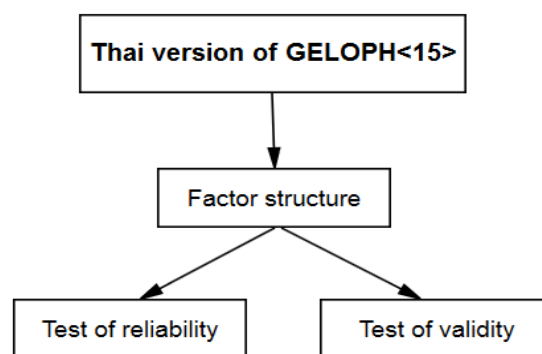 Thai version of GELOPH<15>
Factor structure
Test of reliability
Test of validity